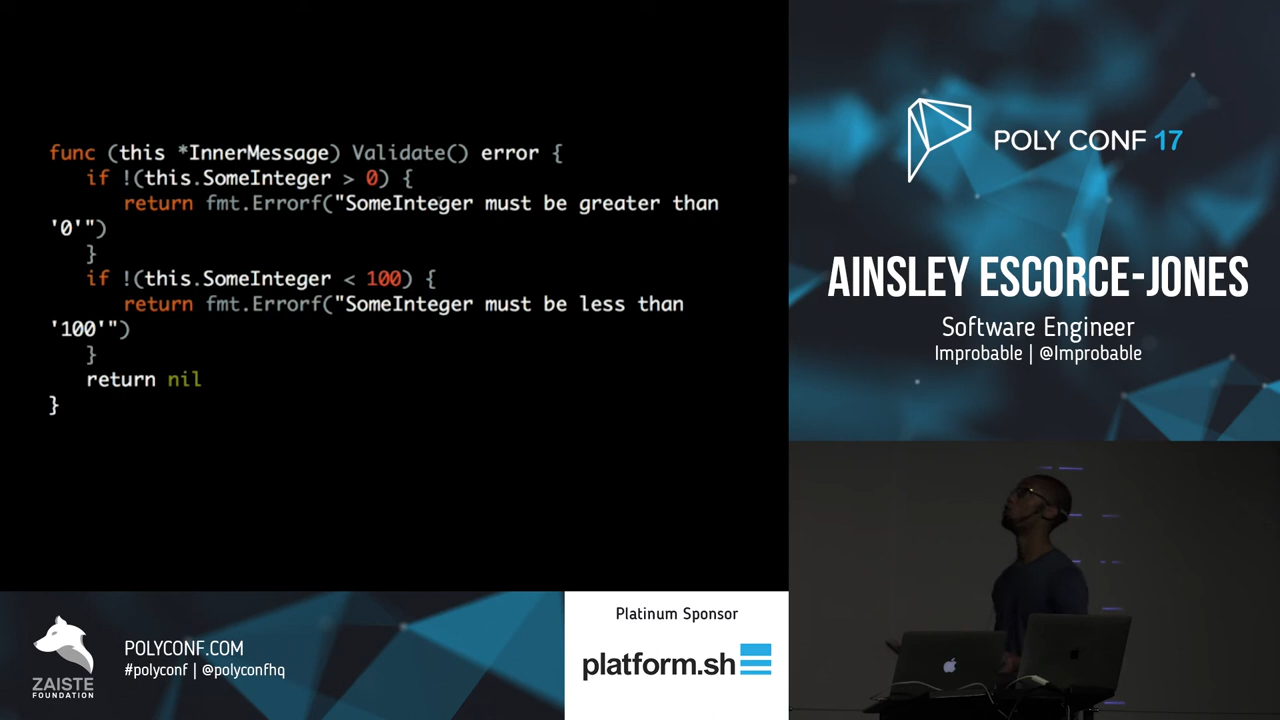 func (this *InnerMessage) Validate() error {
if !(this.SomeInteger > 0) {
return fmt.Errorf("SomeInteger must be greater than
'0'")
}
if !(this.SomeInteger < 100) {
return fmt.Errorf("SomeInteger must be less than
'100'")
}
return nil
}
POLY CONF 17
AINSLEY ESCORCE-JONES
Software Engineer
Improbable | @Improbable
ZAISTE
FOUNDATION
POLYCONF.COM
#polyconf | @polyconfhq
Platinum Sponsor
platform.sh